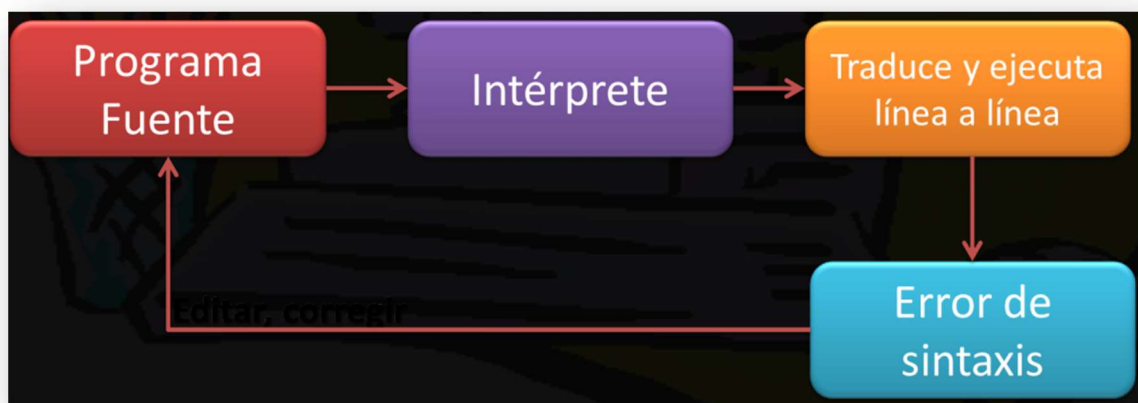 Programa
Fuente
Intérprete
Traduce y ejecuta
línea a línea
Error de
sintaxis
Editar, corregir